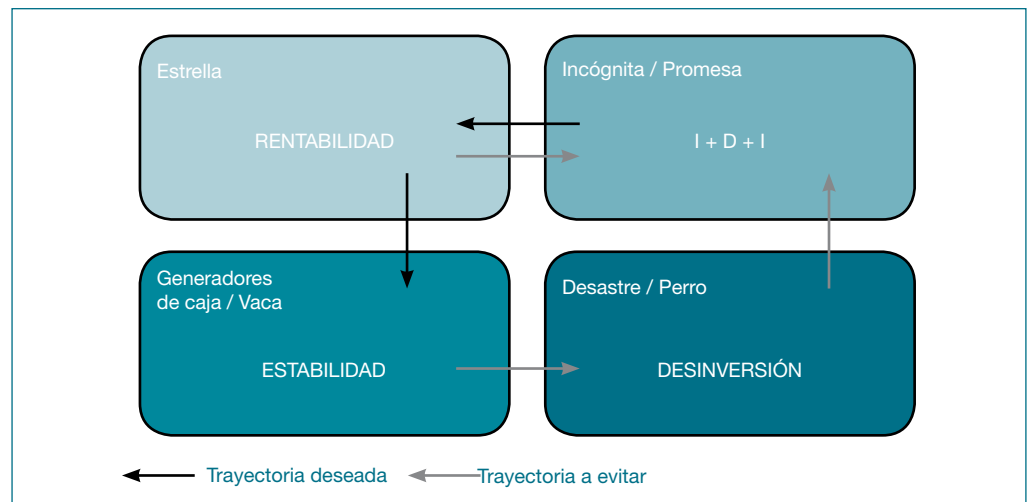 Estrella
RENTABILIDAD
Incógnita / Promesa
I + D + I
Generadores
de caja / Vaca
ESTABILIDAD
Desastre / Perro
DESINVERSIÓN
Trayectoria deseada
Trayectoria a evitar